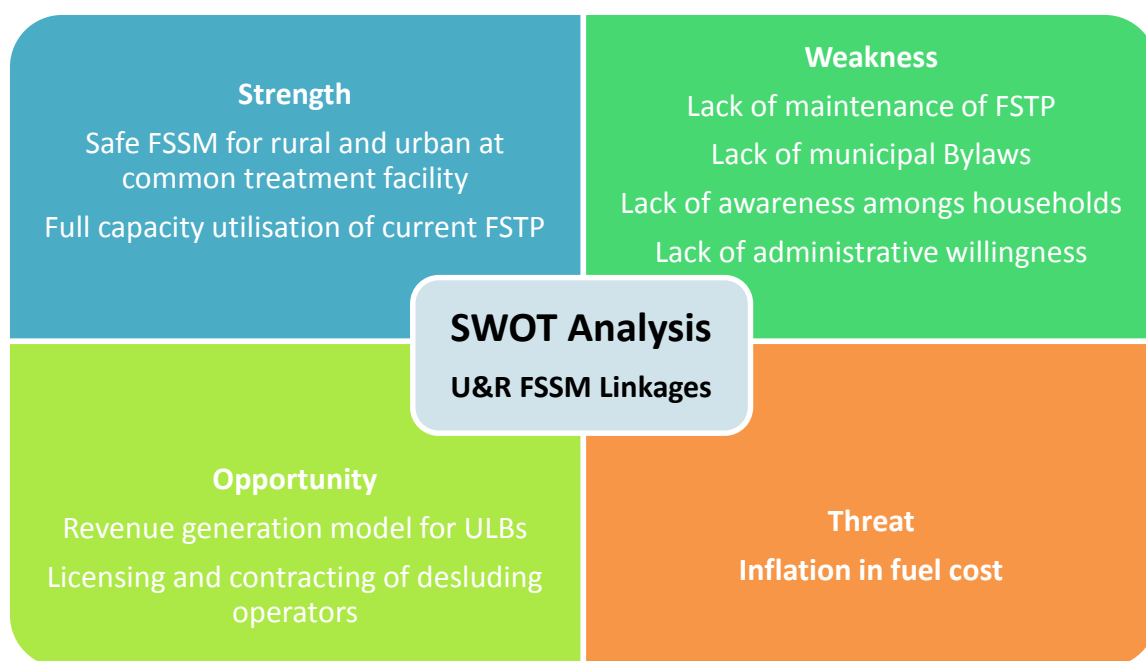 Strength
Safe FSSM for rural and urban at
common treatment facility
Full capacity utilisation of current FSTP
Weakness
Lack of maintenance of FSTP
Lack of municipal Bylaws
Lack of awareness amongs households
Lack of administrative willingness
SWOT Analysis
U&R FSSM Linkages
Opportunity
Revenue generation model for ULBs
Licensing and contracting of desluding
operators
Threat
Inflation in fuel cost